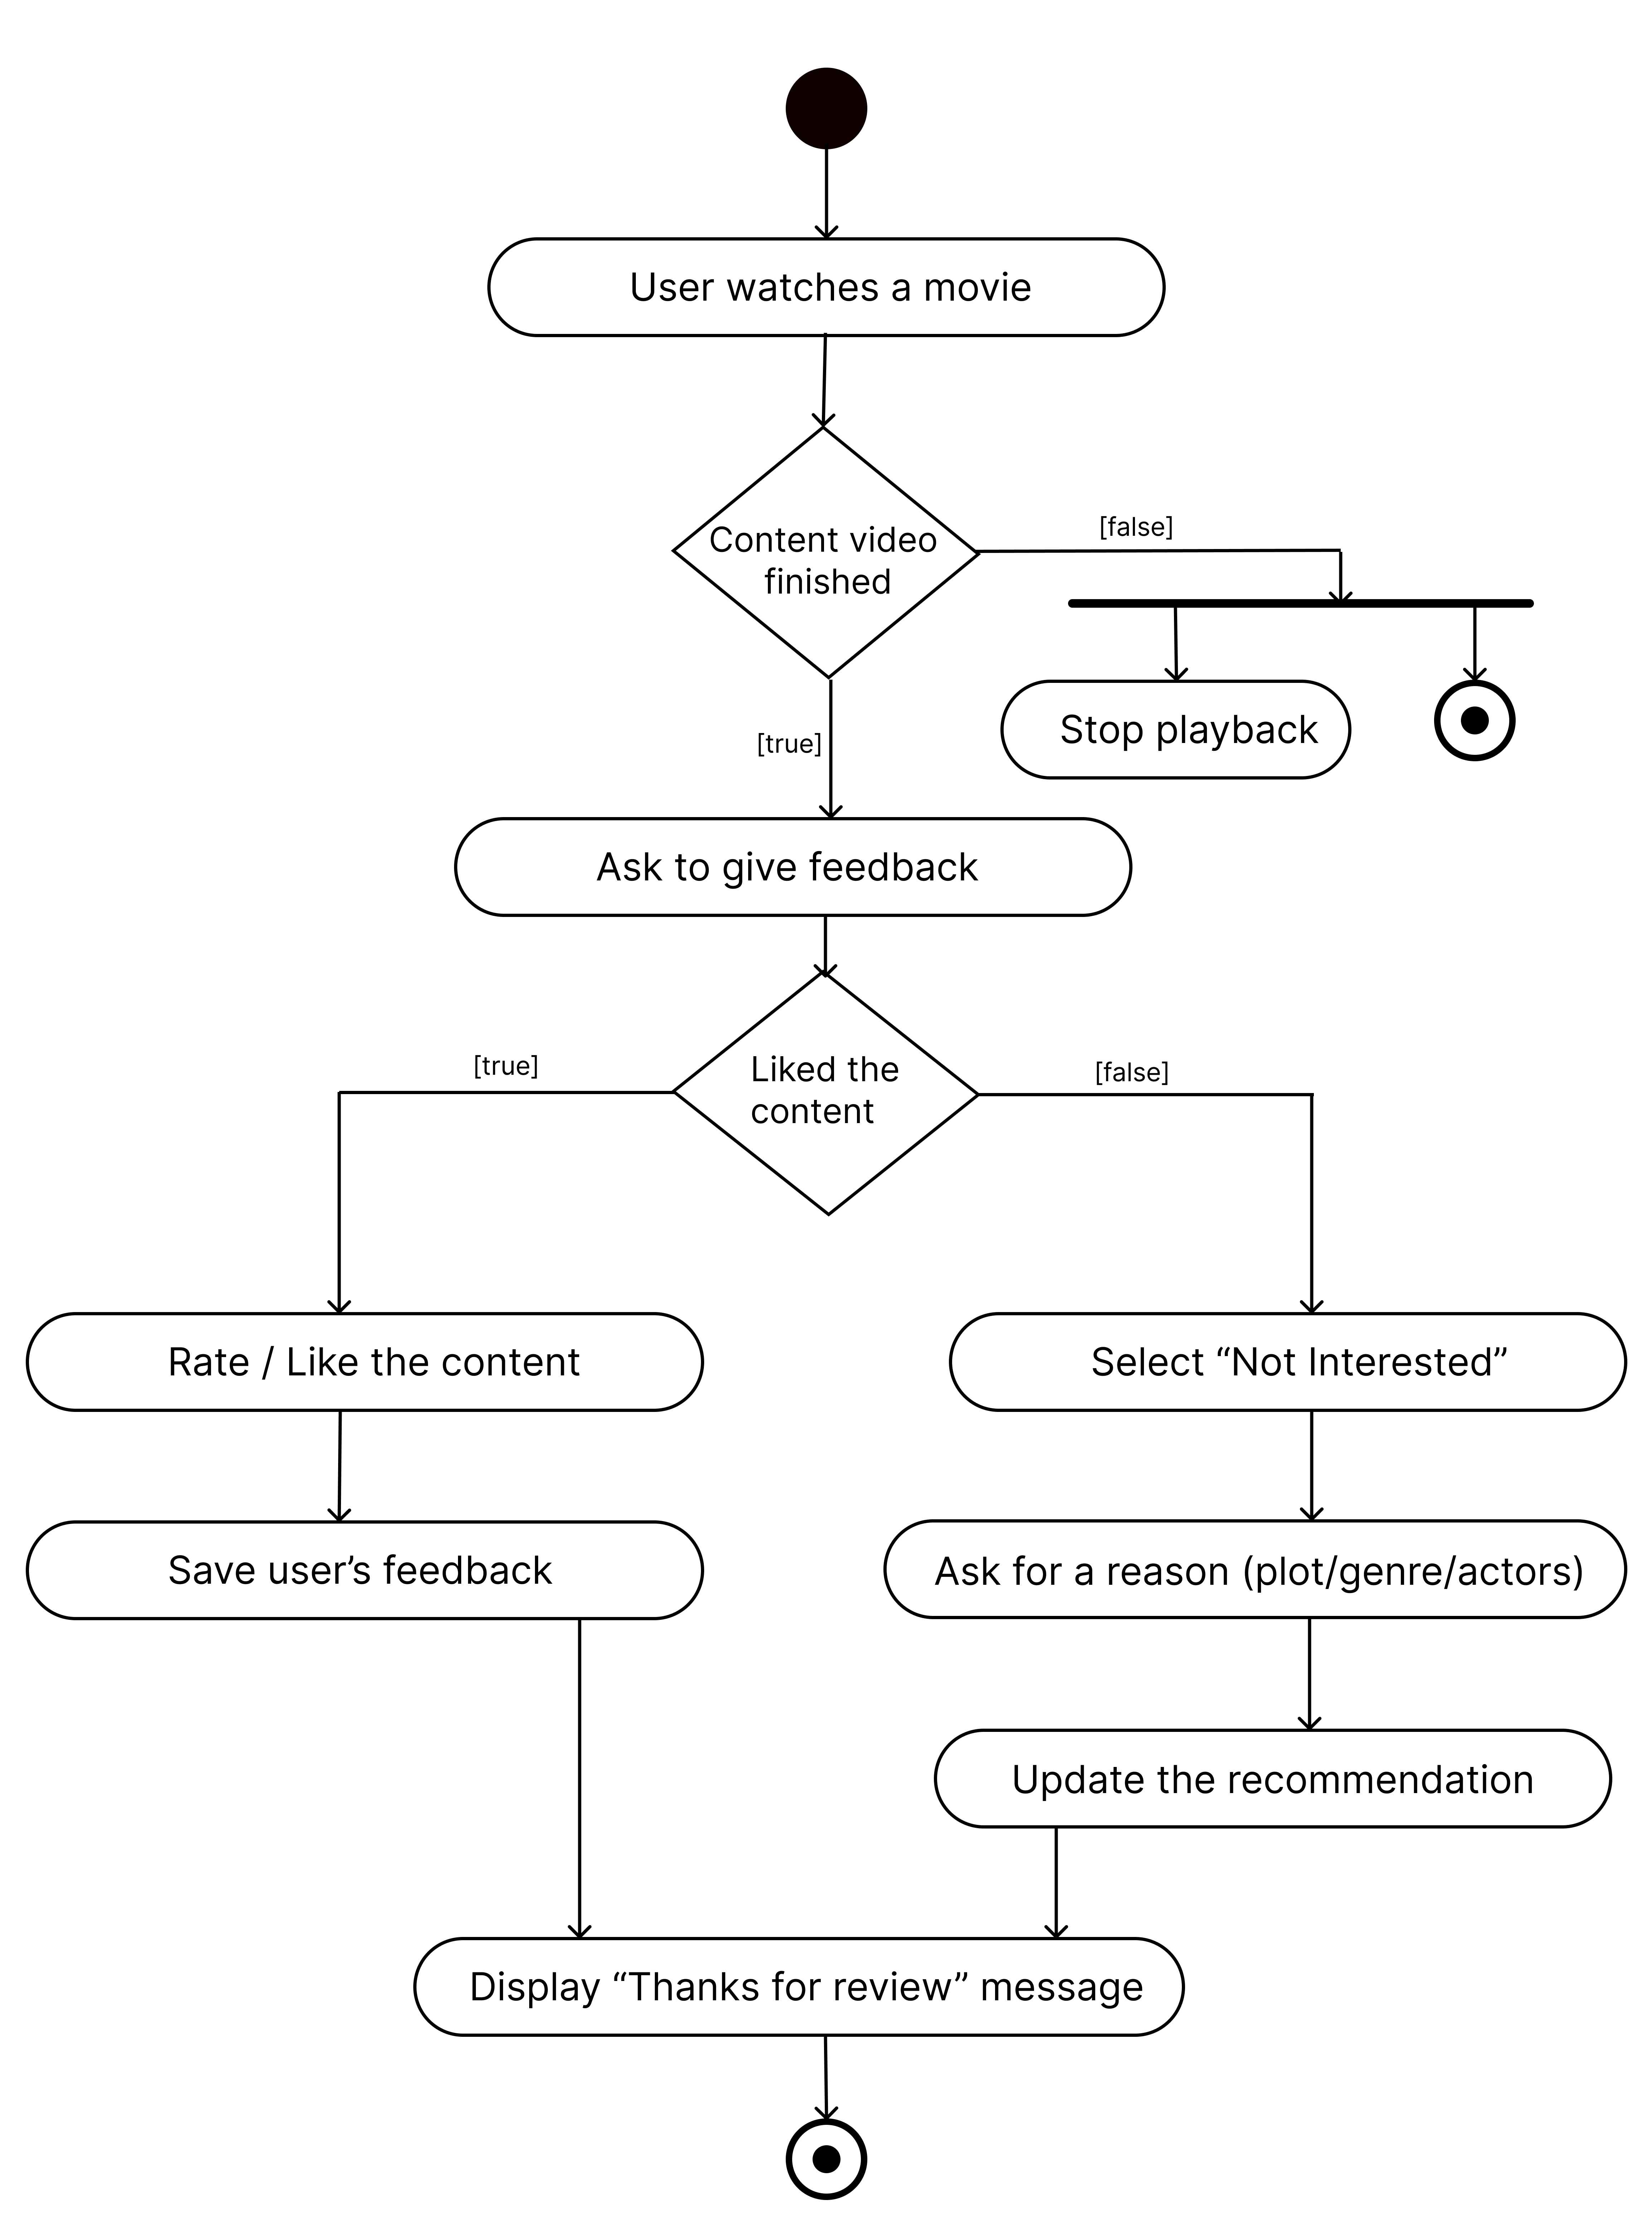 User watches a movie
Content video
finished
[false]
Stop playback
[true]
Ask to give feedback
Liked the
content
[true]
[false]
Rate / Like the content
Select “Not Interested”
Save user’s feedback
Ask for a reason (plot/genre/actors)
Update the recommendation
Display “Thanks for review” message